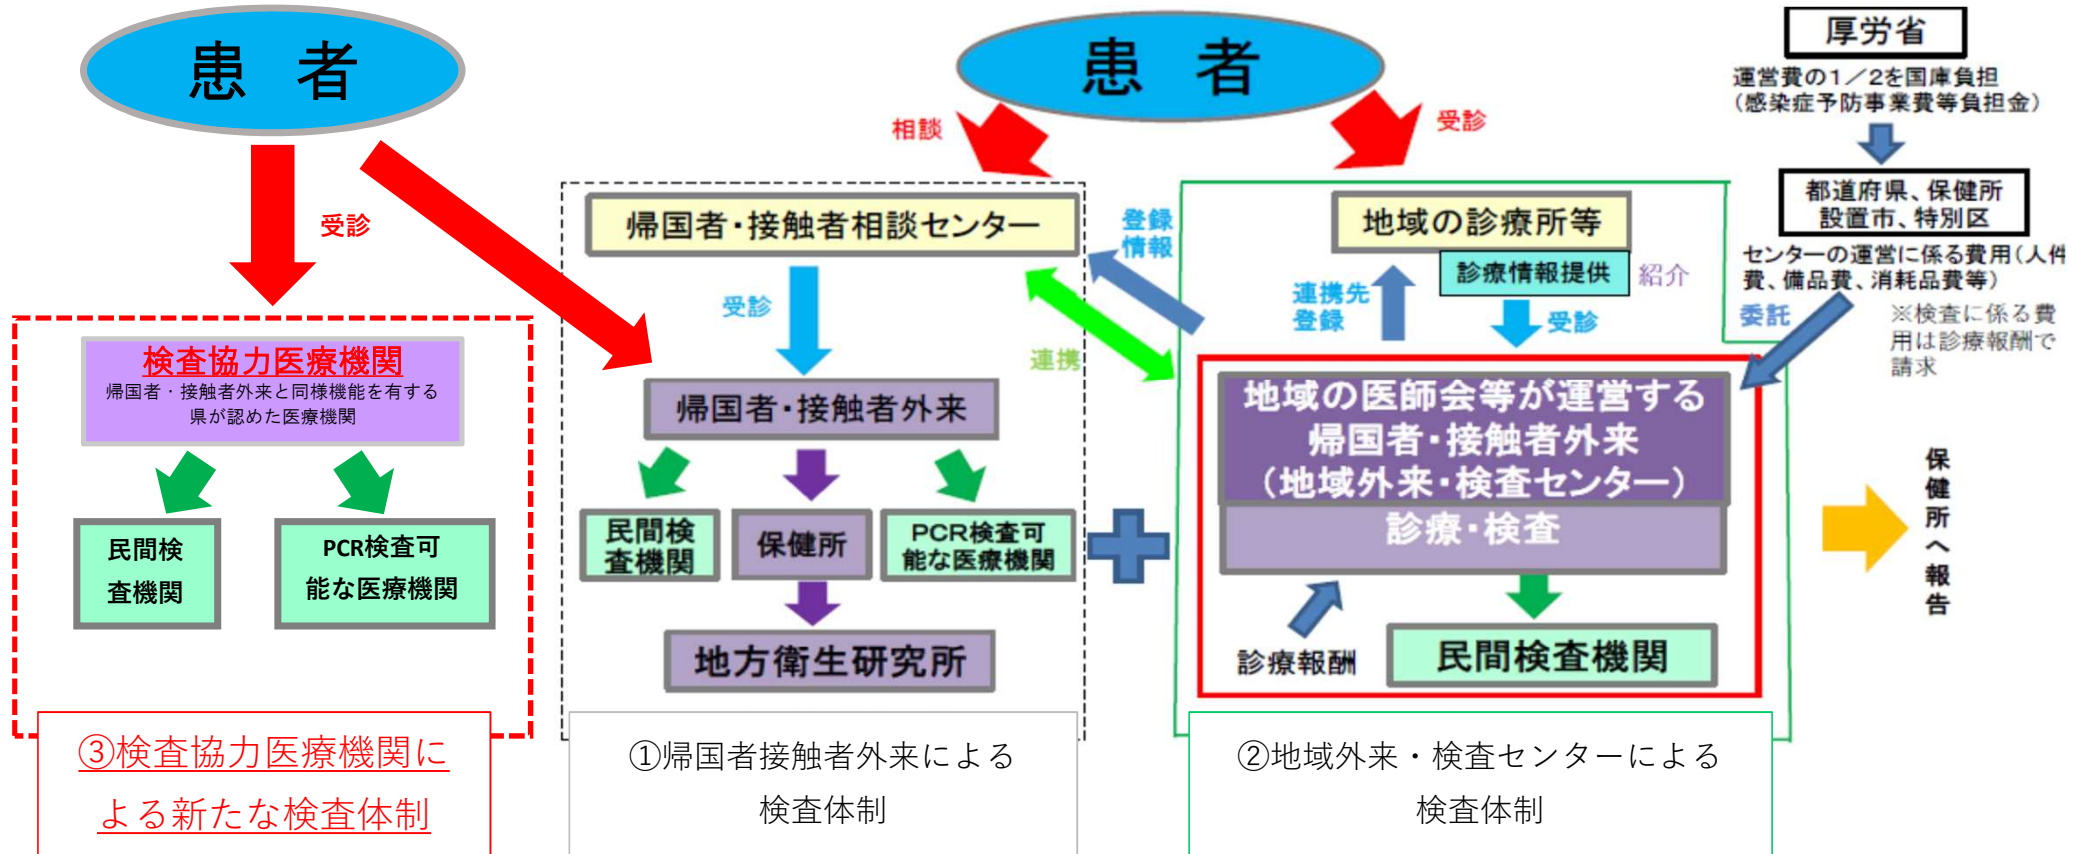 患　者
受診
検査協力医療機関
帰国者・接触者外来と同様機能を有する
県が認めた医療機関
民間検
査機関
PCR検査可
能な医療機関
③検査協力医療機関に
よる新たな検査体制
患　者
相談
受診
帰国者・接触者相談センター
受診
帰国者・接触者外来
民間検
査機関
保健所
PCR検査可
能な医療機関
地方衛生研究所
①帰国者接触者外来による
検査体制
登録
情報
連携
地域の診療所等
診療情報提供
紹介
連携先
登録
受診
地域の医師会等が運営する
帰国者・接触者外来
（地域外来・検査センター）
診療・検査
診療報酬
民間検査機関
②地域外来・検査センターによる
検査体制
厚労省
運営費の１／２を国庫負担
（感染症予防事業費等負担金）
都道府県、保健所
設置市、特別区
センターの運営に係る費用（人件
費、備品費、消耗品費等）
委託
※検査に係る費
用は診療報酬で
請求
保健所へ報告